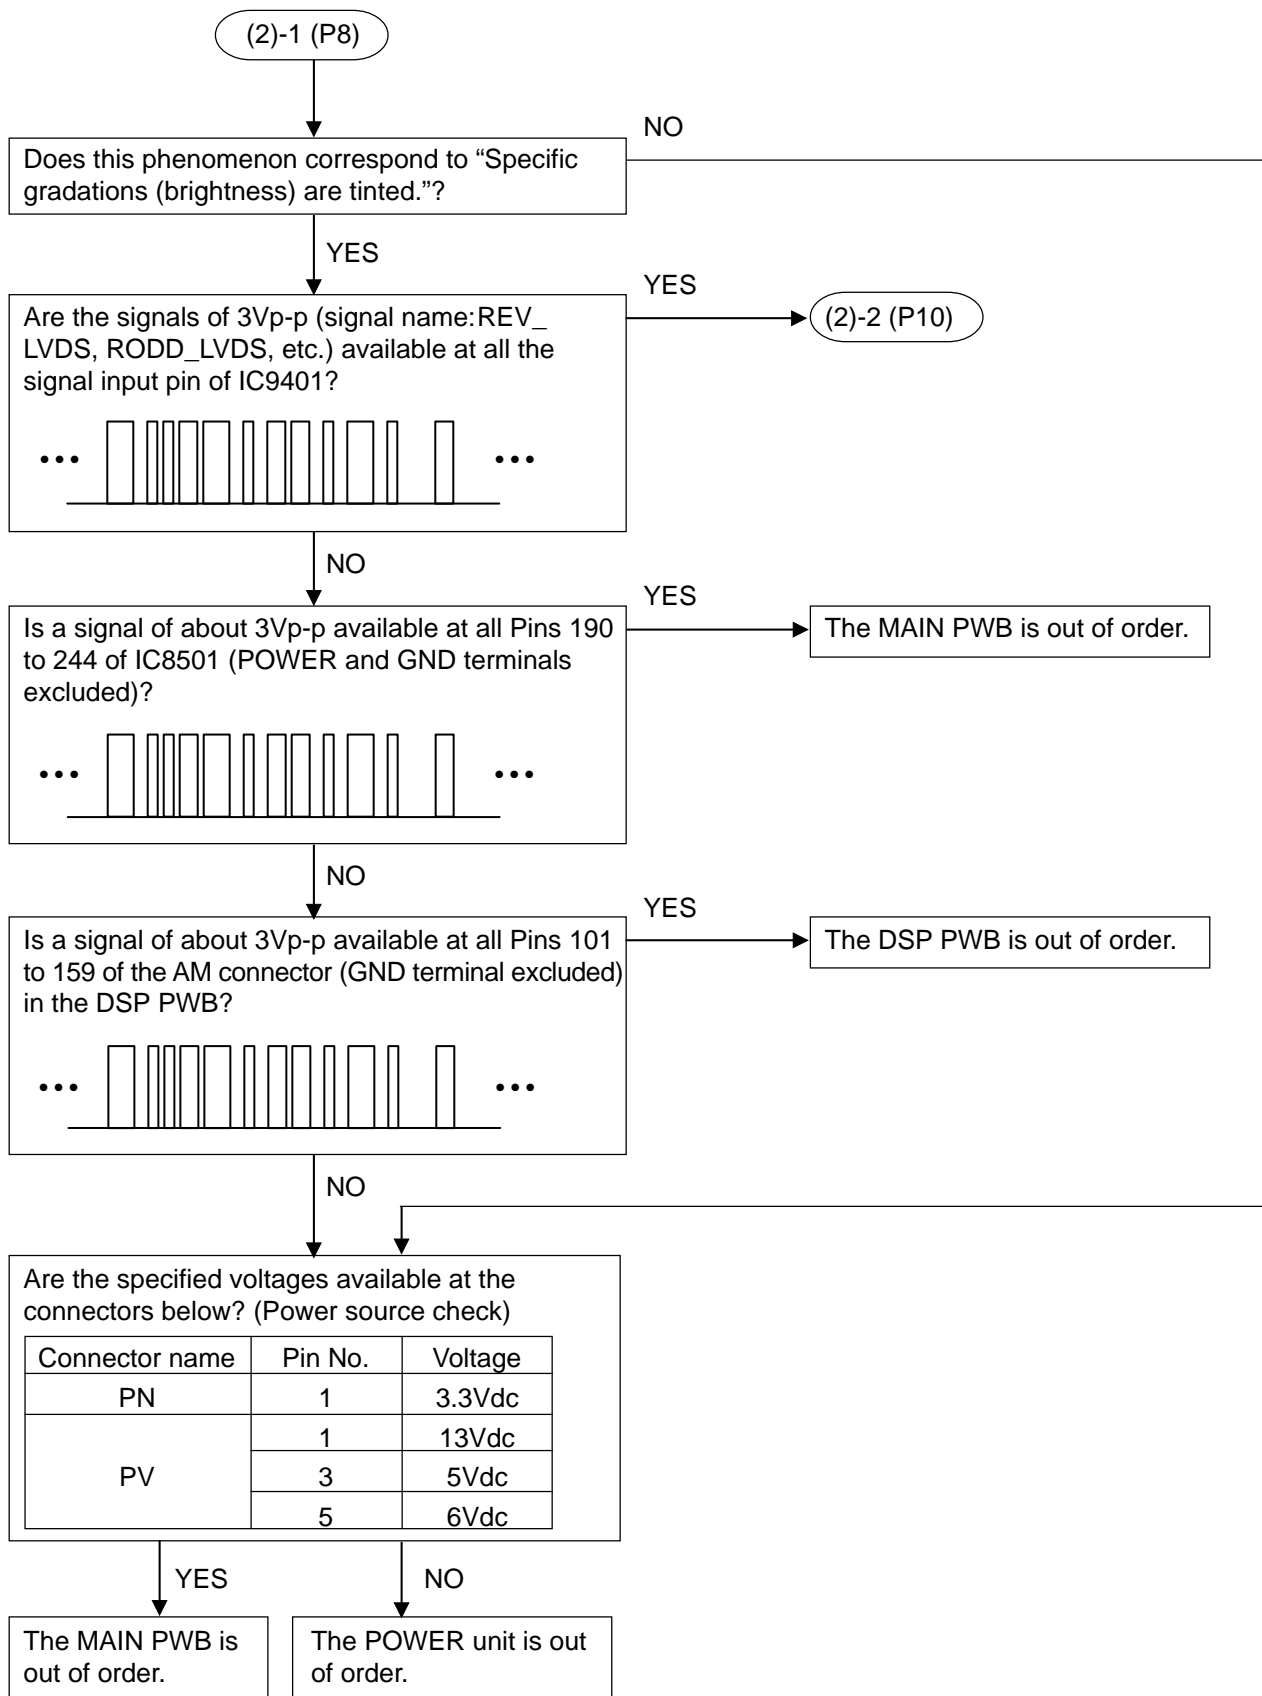 (2)-1 (P8)
NO
Does this phenomenon correspond to “Specific
gradations (brightness) are tinted.”?
YES
YES
Are the signals of 3Vp-p (signal name:REV_
LVDS, RODD_LVDS, etc.) available at all the
signal input pin of IC9401?
(2)-2 (P10)
NO
YES
Is a signal of about 3Vp-p available at all Pins 190
to 244 of IC8501 (POWER and GND terminals
excluded)?
The MAIN PWB is out of order.
NO
YES
Is a signal of about 3Vp-p available at all Pins 101
to 159 of the AM connector (GND terminal excluded)
in the DSP PWB?
The DSP PWB is out of order.
NO
Are the specified voltages available at the
connectors below? (Power source check)
Connector name Pin No. Voltage
PN 1 3.3Vdc
1 13Vdc
PV 3 5Vdc
5 6Vdc
YES
NO
The MAIN PWB is
out of order.
The POWER unit is out
of order.